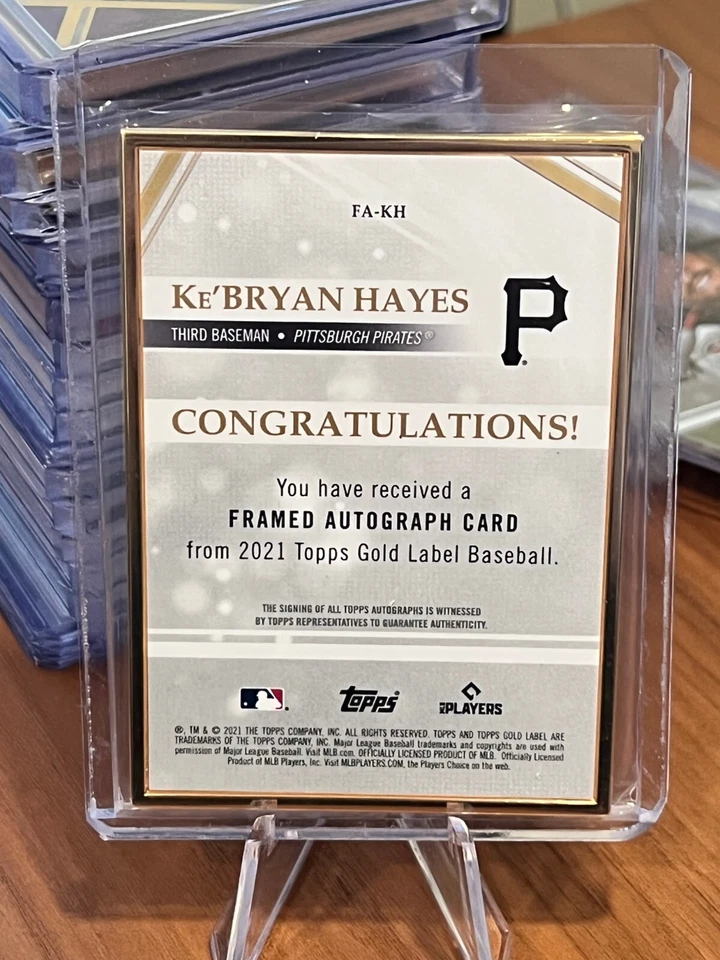 FA-KH
KE'BRYAN HAYES
THIRD BASEMAN • PITTSBURGH PIRATES®
P
CONGRATULATIONS!
You have received a
FRAMED AUTOGRAPH CARD
from 2021 Topps Gold Label Baseball.
THE SIGNING OF ALL TOPPS AUTOGRAPHS IS WITNESSED
BY TOPPS REPRESENTATIVES TO GUARANTEE AUTHENTICITY.
topps
PLAYERS
®, TM & © 2021 THE TOPPS COMPANY, INC. ALL RIGHTS RESERVED. TOPPS AND TOPPS GOLD LABEL ARE
TRADEMARKS OF THE TOPPS COMPANY, INC. Major League Baseball trademarks and copyrights are used with
permission of Major League Baseball. Visit MLB.com. OFFICIALLY LICENSED PRODUCT OF MLB. Officially Licensed
Product of MLB Players, Inc. Visit MLBPLAYERS.COM, the Players Choice on the web.